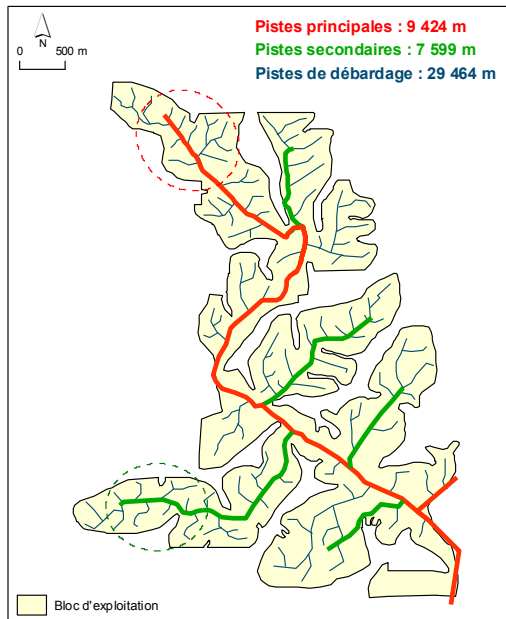 Pistes principales : 9 424 m
Pistes secondaires : 7 599 m
Pistes de débardage : 29 464 m
N
0 500 m
Bloc d'exploitation